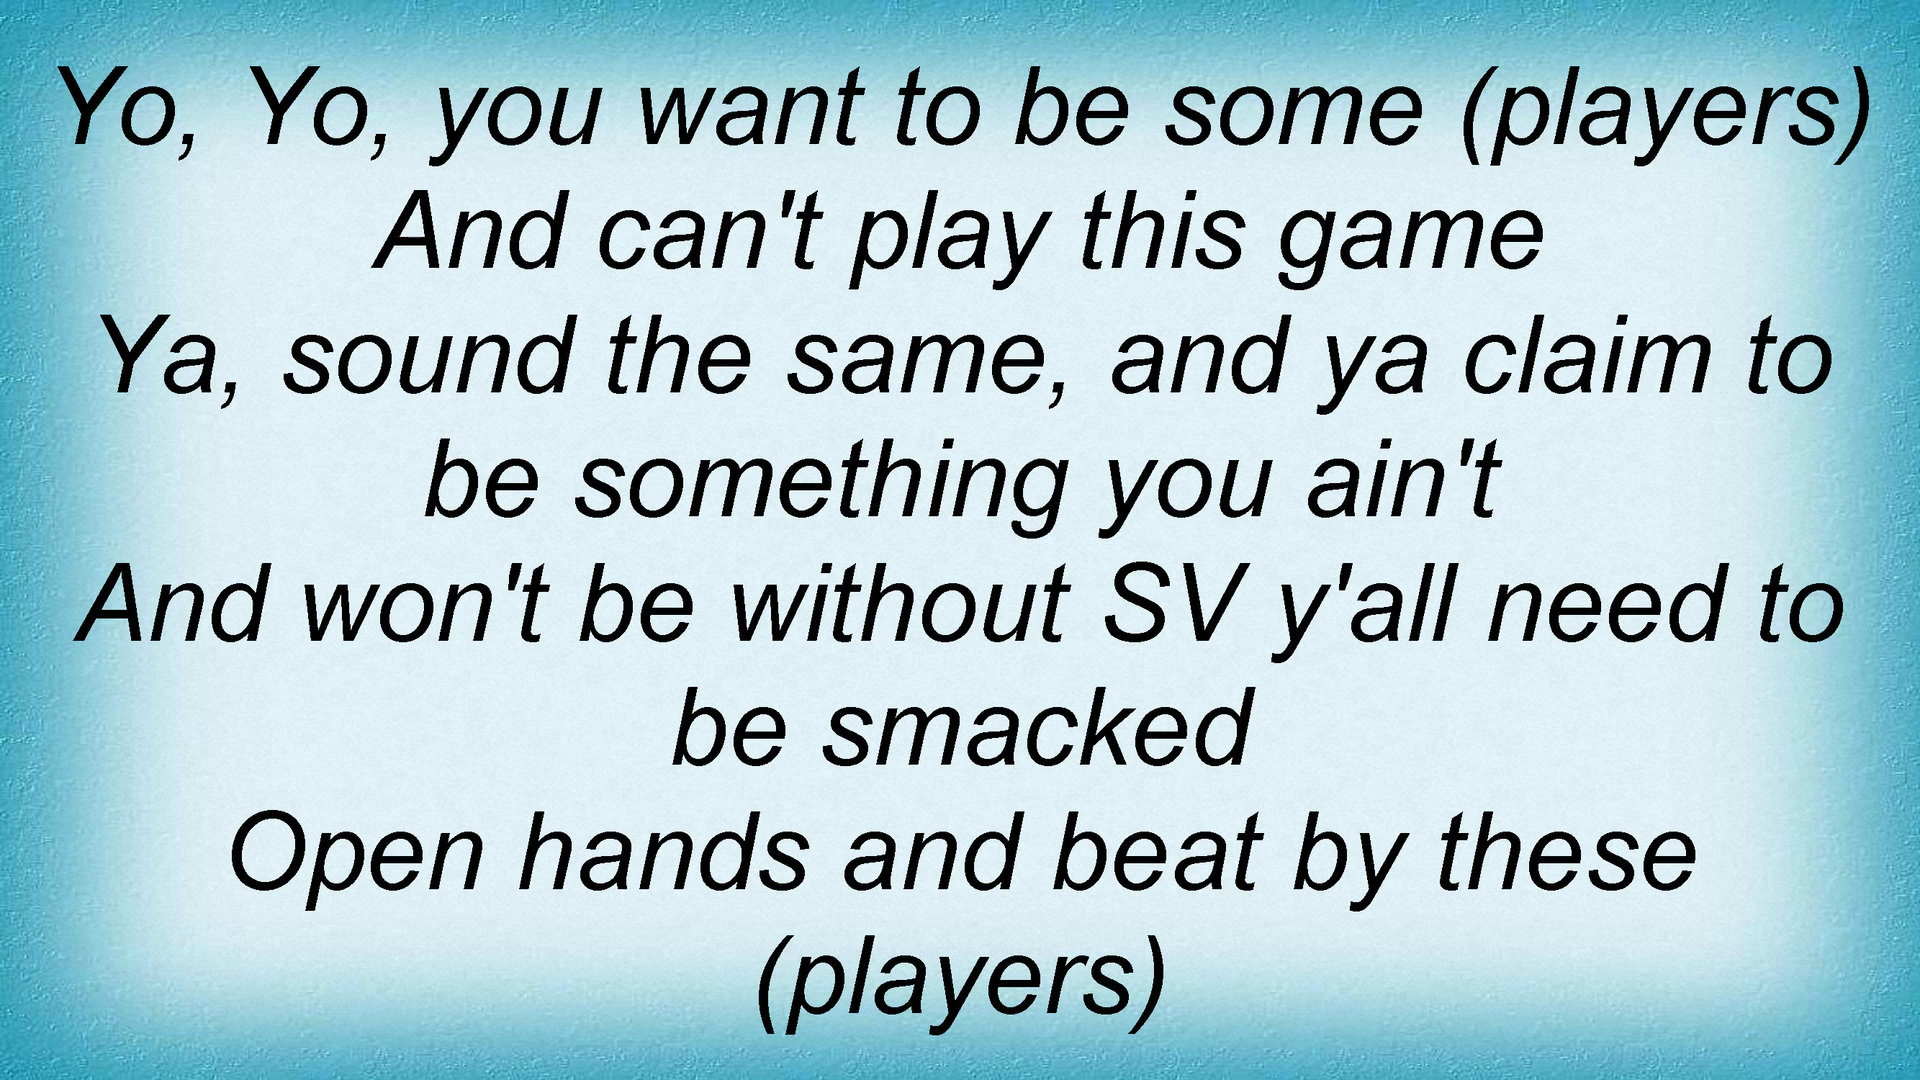 Yo, Yo, you want to be some (players)
And can't play this game
Ya, sound the same, and ya claim to
be something you ain't
And won't be without SV y'all need to
be smacked
Open hands and beat by these
(players)